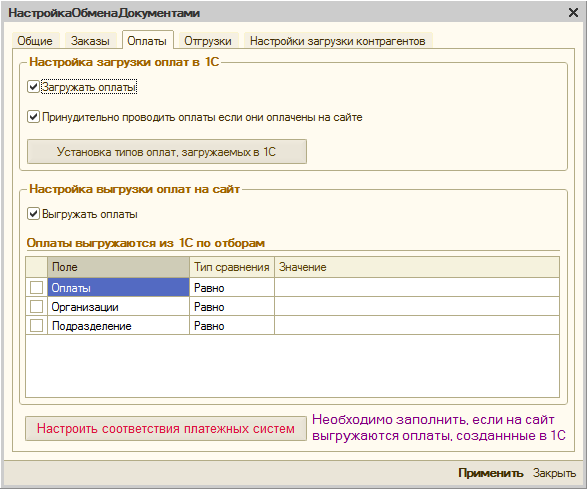 НастройкаОбменаДокументами
Общие Заказы Оплаты Отгрузки Настройки загрузки контрагентов
Настройка загрузки оплат в 1С
Загружать оплаты
Принудительно проводить оплаты если они оплачены на сайте
Установка типов оплат, загружаемых в 1С
Настройка выгрузки оплат на сайт
Выгружать оплаты
Оплаты выгружаются из 1С по отборам
Поле Тип сравнения Значение
Оплаты Равно
Организации Равно
Подразделение Равно
Настроить соответствия платежных систем
Необходимо заполнить, если на сайт
выгружаются оплаты, созданнные в 1С
Применить Закрыть